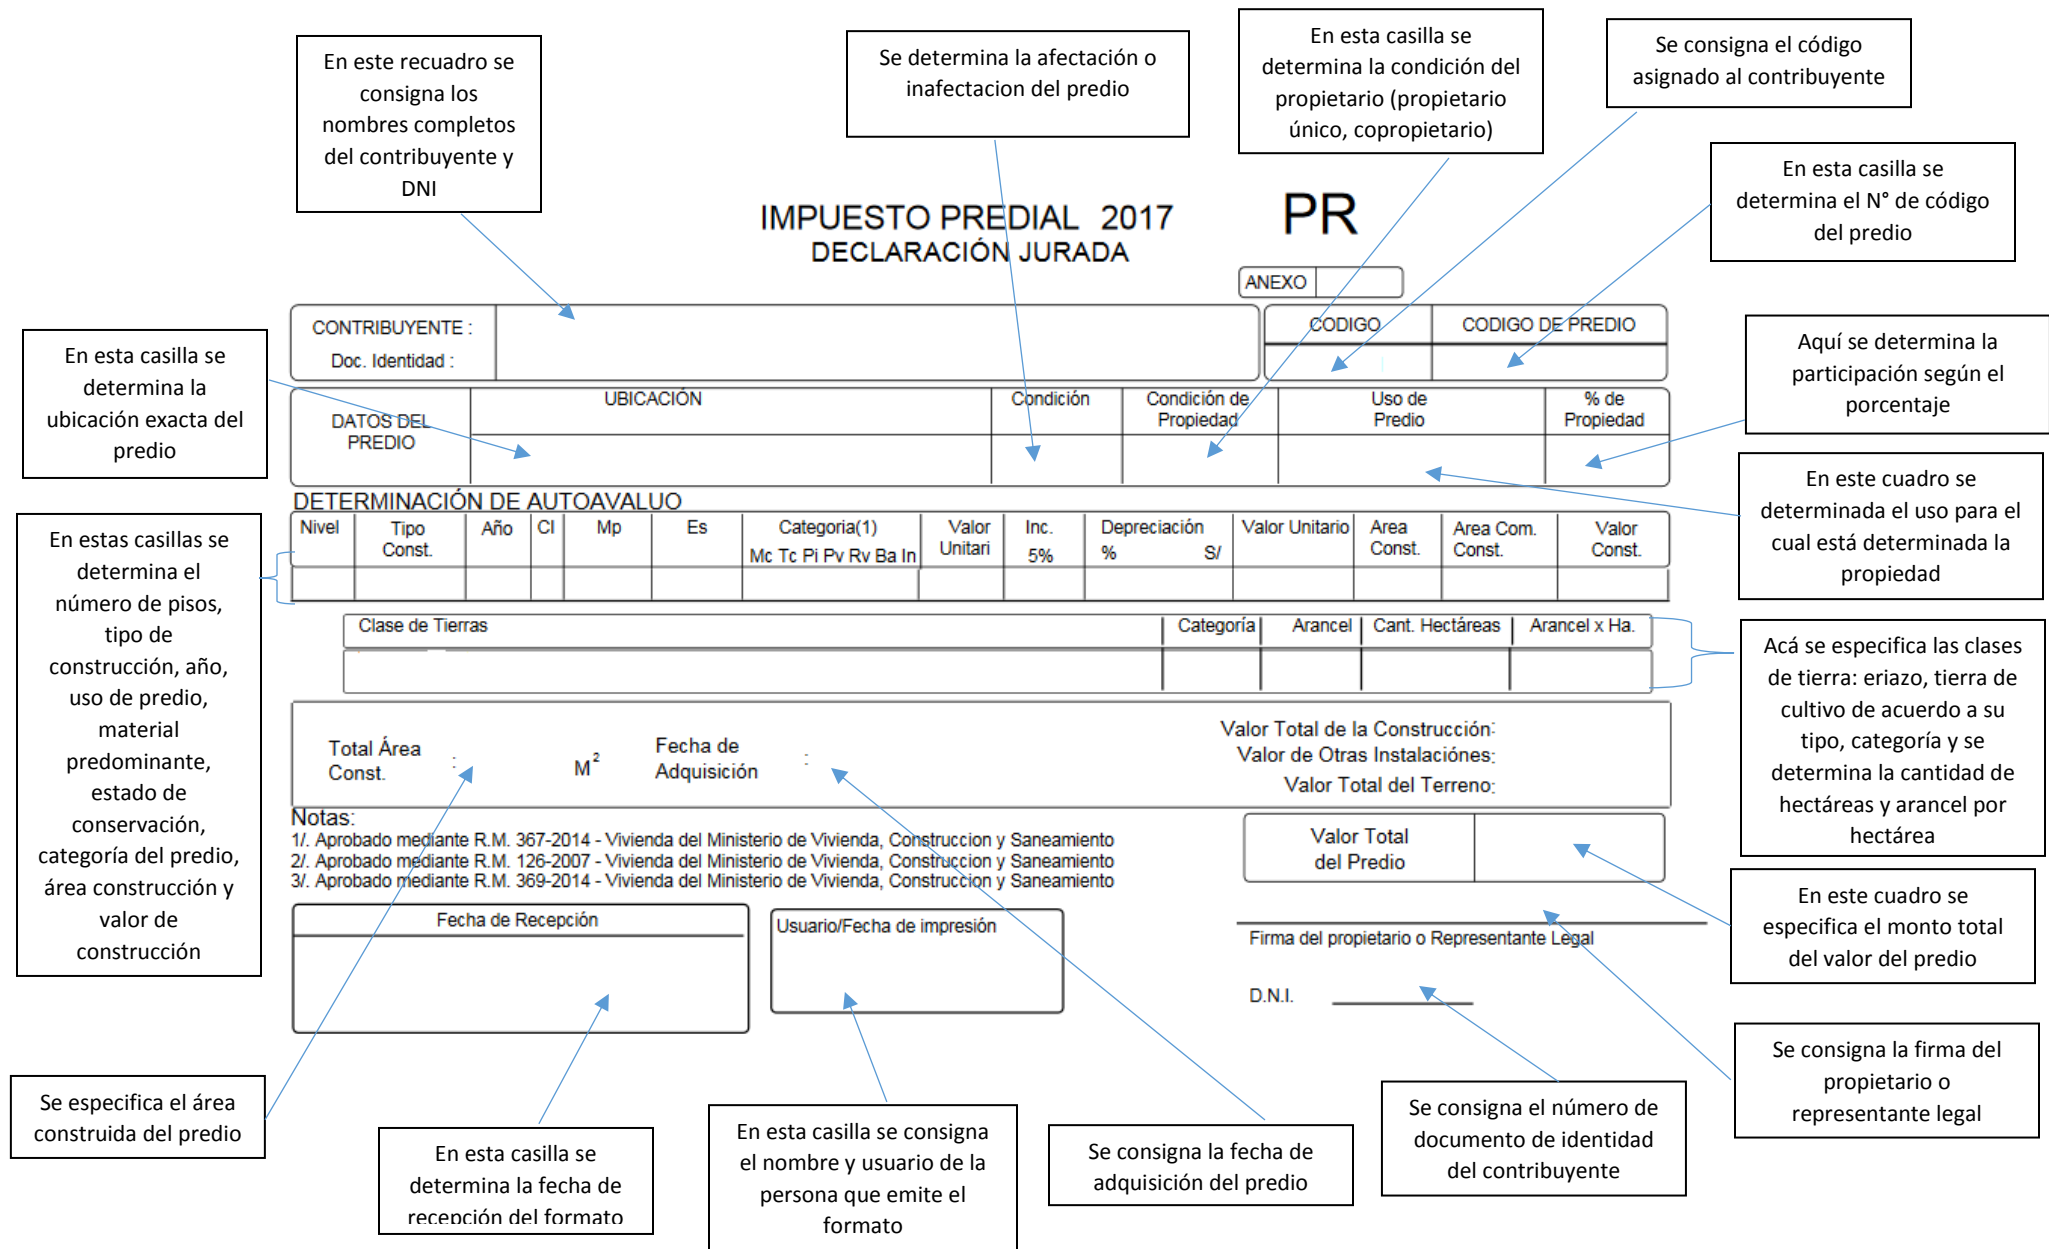 En este recuadro se
consigna los
nombres completos
del contribuyente y
DNI
Se determina la afectación o
inafectacion del predio
En esta casilla se
determina la condición del
propietario (propietario
único, copropietario)
Se consigna el código
asignado al contribuyente
En esta casilla se
determina el N° de código
del predio
IMPUESTO PREDIAL 2017
DECLARACIÓN JURADA
PR
ANEXO
CONTRIBUYENTE :
Doc. Identidad :
CODIGO
CODIGO DE PREDIO
En esta casilla se
determina la
ubicación exacta del
predio
Aquí se determina la
participación según el
porcentaje
DATOS DEL
PREDIO
UBICACIÓN
Condición
Condición de
Propiedad
Uso de
Predio
% de
Propiedad
En este cuadro se
determinada el uso para el
cual está determinada la
propiedad
DETERMINACIÓN DE AUTOAVALUO
Nivel
Tipo
Const.
Año
Cl
Mp
Es
Categoria(1)
Mc Tc Pi Pv Rv Ba In
Valor
Unitari
Inc.
5%
Depreciación
% S/
Valor Unitario
Area
Const.
Area Com.
Const.
Valor
Const.
En estas casillas se
determina el
número de pisos,
tipo de
construcción, año,
uso de predio,
material
predominante,
estado de
conservación,
categoría del predio,
área construcción y
valor de
construcción
Clase de Tierras
Categoría
Arancel
Cant. Hectáreas
Arancel x Ha.
Acá se especifica las clases
de tierra: eriazo, tierra de
cultivo de acuerdo a su
tipo, categoría y se
determina la cantidad de
hectáreas y arancel por
hectárea
Total Área
Const. :
M2
Fecha de
Adquisición :
Valor Total de la Construcción:
Valor de Otras Instalaciónes:
Valor Total del Terreno:
Notas:
1/. Aprobado mediante R.M. 367-2014 - Vivienda del Ministerio de Vivienda, Construccion y Saneamiento
2/. Aprobado mediante R.M. 126-2007 - Vivienda del Ministerio de Vivienda, Construccion y Saneamiento
3/. Aprobado mediante R.M. 369-2014 - Vivienda del Ministerio de Vivienda, Construccion y Saneamiento
Valor Total
del Predio
En este cuadro se
especifica el monto total
del valor del predio
Fecha de Recepción
Usuario/Fecha de impresión
Firma del propietario o Representante Legal
D.N.I.
Se especifica el área
construida del predio
En esta casilla se
determina la fecha de
recepción del formato
En esta casilla se consigna
el nombre y usuario de la
persona que emite el
formato
Se consigna la fecha de
adquisición del predio
Se consigna el número de
documento de identidad
del contribuyente
Se consigna la firma del
propietario o
representante legal